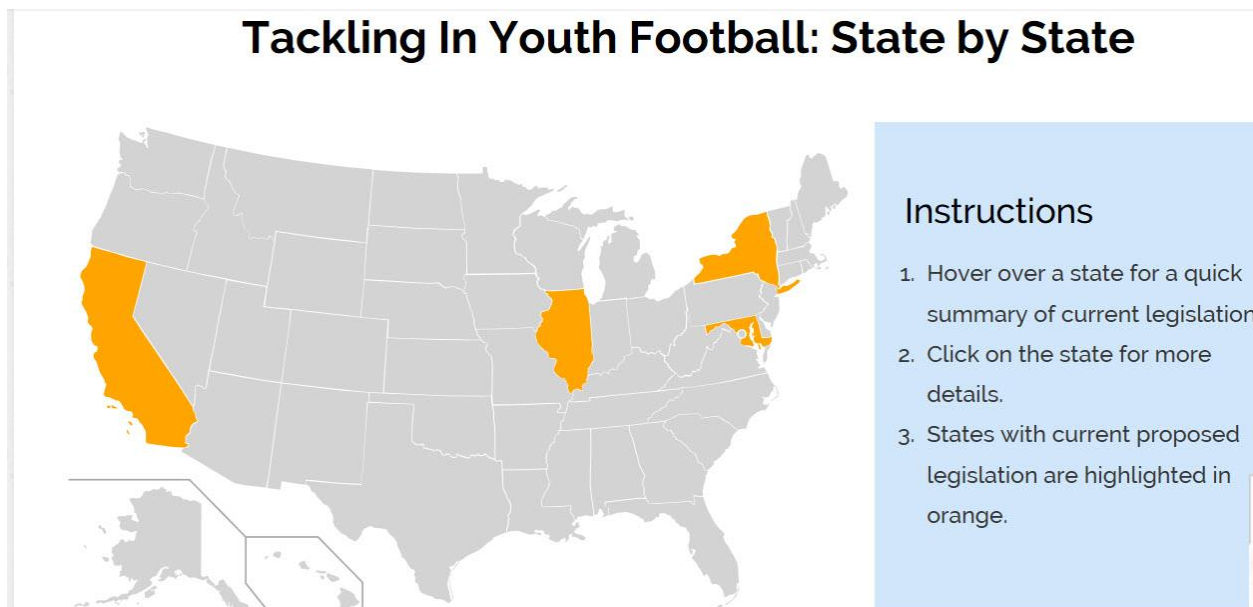 Tackling In Youth Football: State by State
Instructions
1. Hover over a state for a quick
summary of current legislation
2. Click on the state for more
details.
3. States with current proposed
legislation are highlighted in
orange.